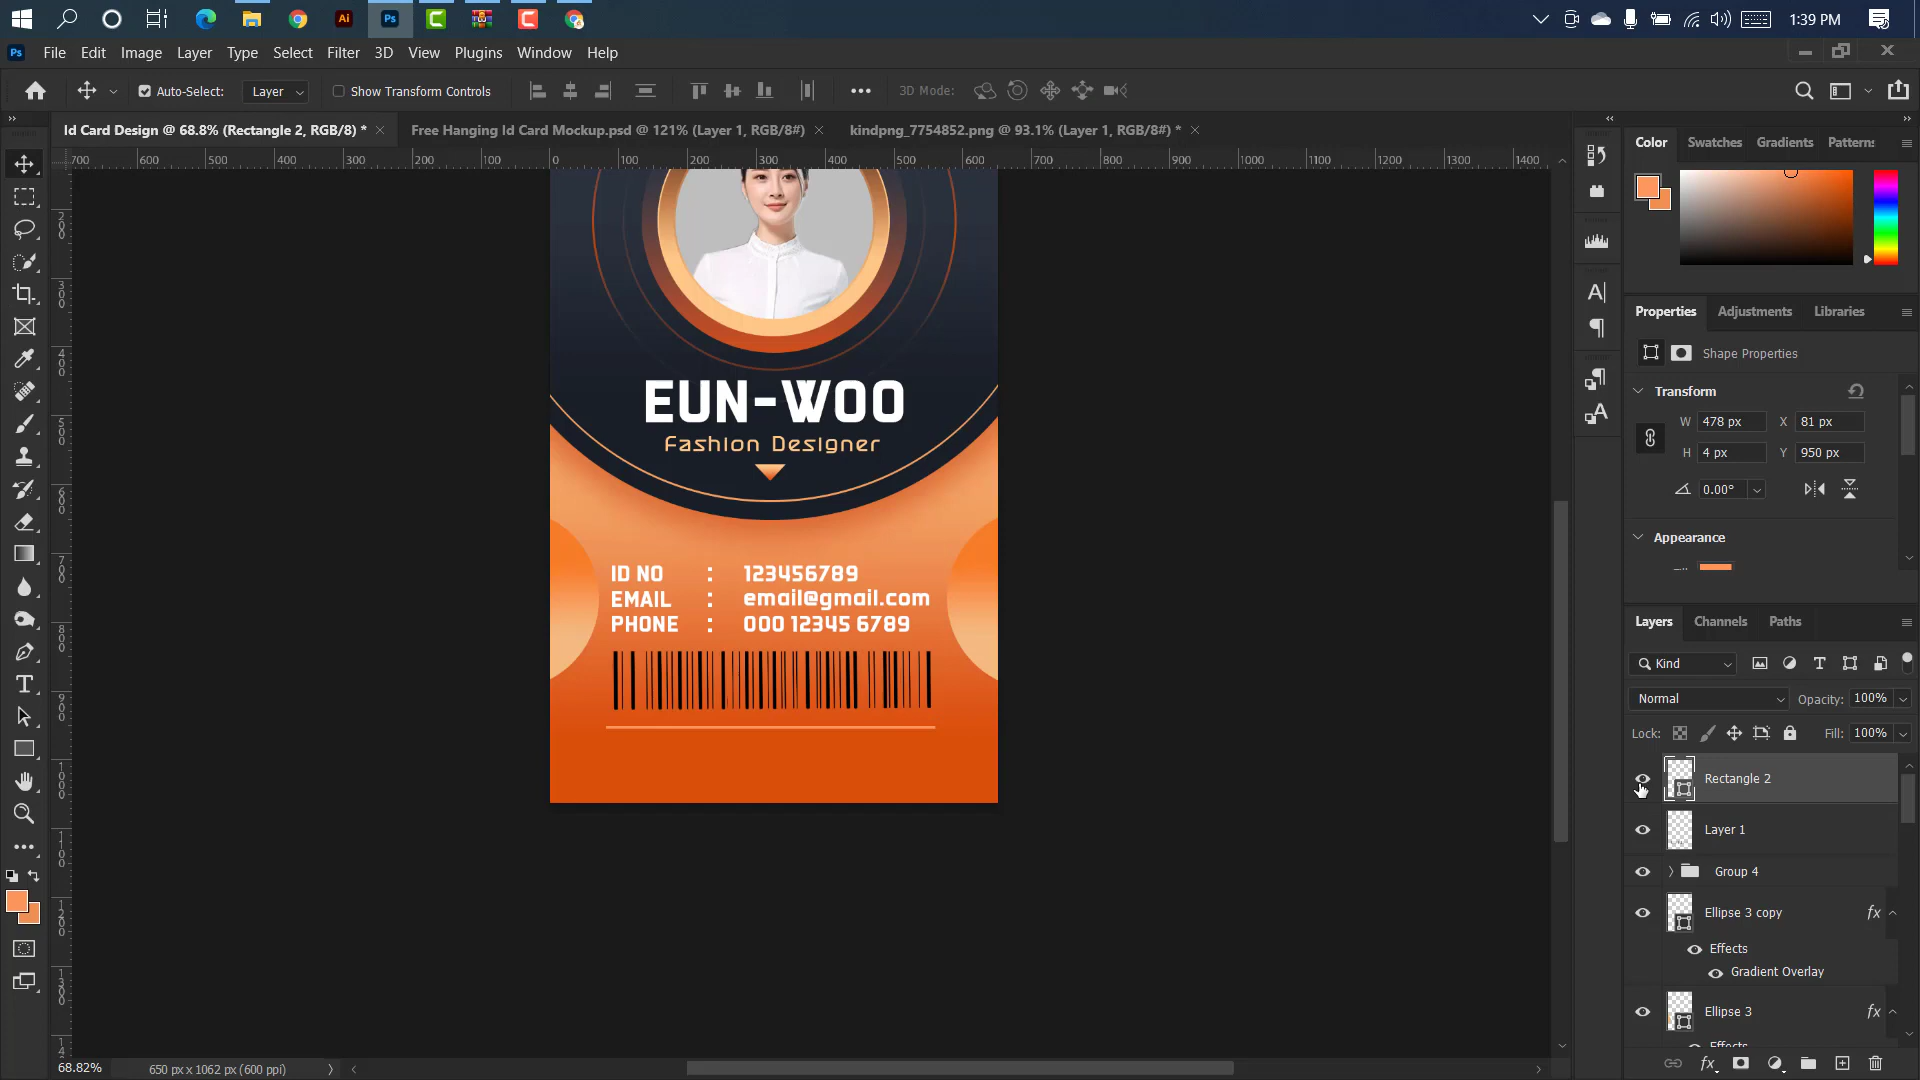 1:39 PM
Ps File Edit Image Layer Type Select Filter 3D View Plugins Window Help
Auto-Select: Layer Show Transform Controls 3D Mode:
Id Card Design @ 68.8% (Rectangle 2, RGB/8) * Free Hanging Id Card Mockup.psd @ 121% (Layer 1, RGB/8#) kindpng_7754852.png @ 93.1% (Layer 1, RGB/8#) *
700 600 500 400 300 200 100 0 100 200 300 400 500 600 700 800 900 1000 1100 1200 1300 1400
Color Swatches Gradients Patterns
Properties Adjustments Libraries
Shape Properties
Transform
W 478 px X 81 px
H 4 px Y 950 px
0.00°
Appearance
EUN-WOO
Fashion Designer
ID NO : 123456789
EMAIL : email@gmail.com
PHONE : 000 12345 6789
Layers Channels Paths
Kind
Normal Opacity: 100%
Lock: Fill: 100%
Rectangle 2
Layer 1
Group 4
Ellipse 3 copy fx
Effects
Gradient Overlay
Ellipse 3 fx
Effects
68.82% 650 px x 1062 px (600 ppi)